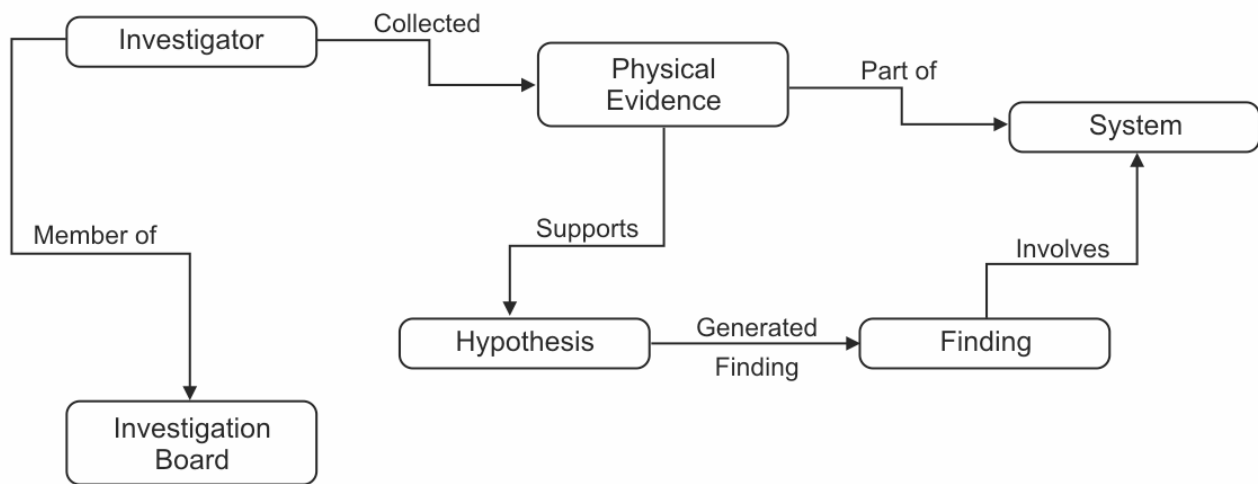 Investigator
Collected
Physical
Evidence
Part of
System
Member of
Supports
Involves
Hypothesis
Generated
Finding
Finding
Investigation
Board